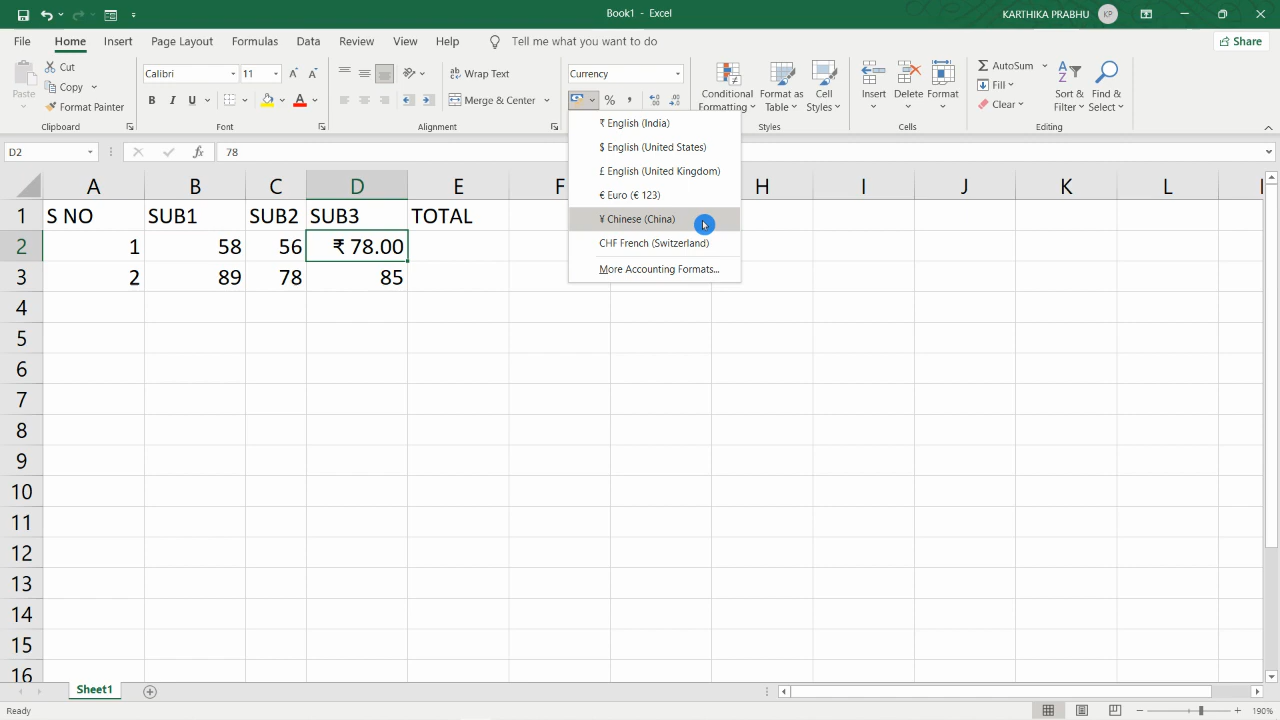 Book1 - Excel
KARTHIKA PRABHU KP
File Home Insert Page Layout Formulas Data Review View Help Tell me what you want to do Share
Paste
Cut
Copy
Format Painter
Clipboard
Calibri 11
B I U A
Font
Wrap Text
Merge & Center
Alignment
Currency
% ,
Conditional Formatting
Format as Table
Cell Styles
Styles
Insert Delete Format
Cells
AutoSum
Fill
Clear
Sort & Filter
Find & Select
Editing
₹ English (India)
$ English (United States)
£ English (United Kingdom)
€ Euro (€ 123)
¥ Chinese (China)
CHF French (Switzerland)
More Accounting Formats...
D2 fx 78
A B C D E F H I J K L
1 S NO SUB1 SUB2 SUB3 TOTAL
2 1 58 56 ₹ 78.00
3 2 89 78 85
4
5
6
7
8
9
10
11
12
13
14
15
16
Sheet1
Ready
190%